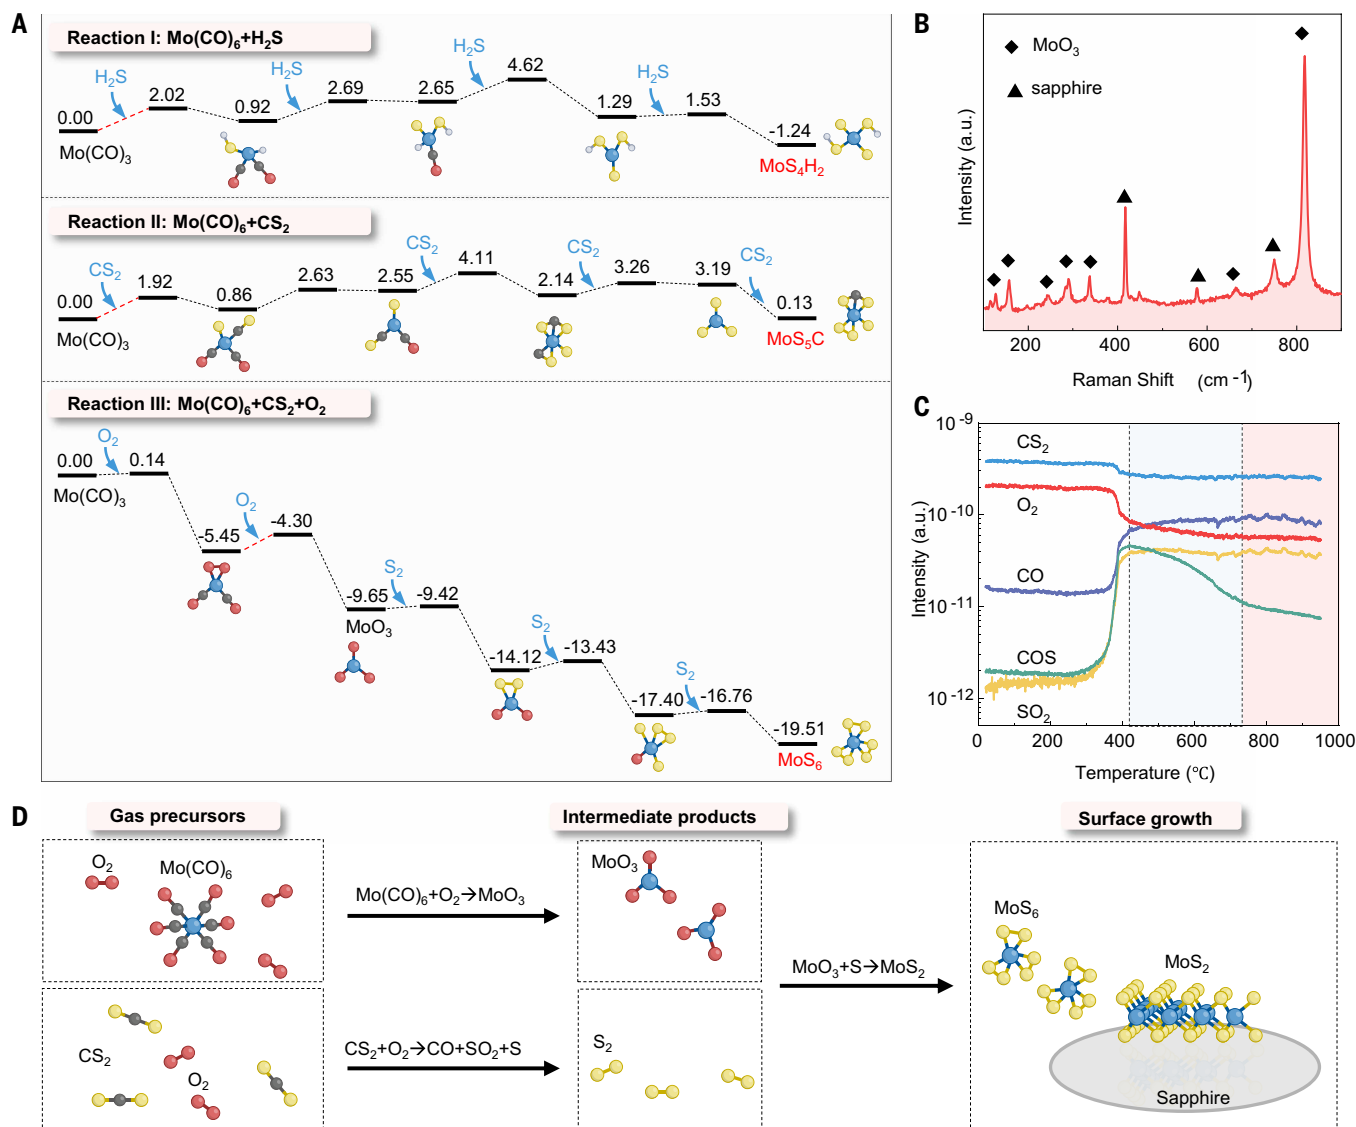 A
Reaction I: Mo(CO)₆+H₂S
H₂S
H₂S
H₂S
H₂S
0.00
2.02
0.92
2.69
2.65
4.62
1.29
1.53
-1.24
Mo(CO)₃
MoS₄H₂
Reaction II: Mo(CO)₆+CS₂
CS₂
CS₂
CS₂
CS₂
0.00
1.92
0.86
2.63
2.55
4.11
2.14
3.26
3.19
0.13
Mo(CO)₃
MoS₅C
Reaction III: Mo(CO)₆+CS₂+O₂
O₂
0.00
0.14
Mo(CO)₃
O₂
-5.45
-4.30
S₂
-9.65
-9.42
MoO₃
S₂
-14.12
-13.43
S₂
-17.40
-16.76
-19.51
MoS₆
B
MoO₃
sapphire
Intensity (a.u.)
200
400
600
800
Raman Shift (cm⁻¹)
C
10⁻⁹
10⁻¹⁰
10⁻¹¹
10⁻¹²
Intensity (a.u.)
CS₂
O₂
CO
COS
SO₂
0
200
400
600
800
1000
Temperature (℃)
D
Gas precursors
Intermediate products
Surface growth
O₂
Mo(CO)₆
Mo(CO)₆+O₂→MoO₃
MoO₃
CS₂
O₂
CS₂+O₂→CO+SO₂+S
S₂
MoO₃+S→MoS₂
MoS₆
MoS₂
Sapphire